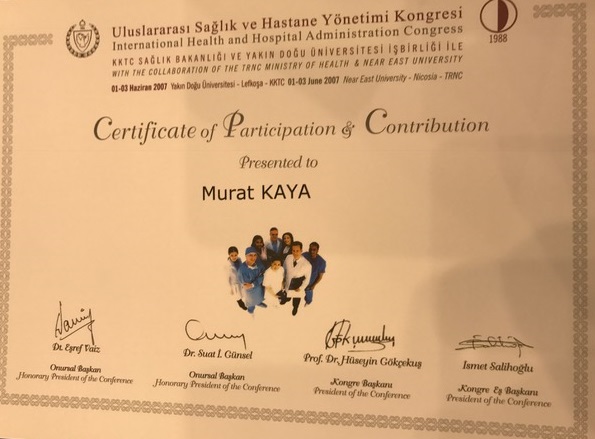 Uluslararası Sağlık ve Hastane Yönetimi Kongresi
International Health and Hospital Administration Congress
KKTC SAĞLIK BAKANLIĞI VE YAKIN DOĞU ÜNİVERSİTESİ İŞBİRLİĞİ İLE
WITH THE COLLABORATION OF THE TRNC MINISTRY OF HEALTH & NEAR EAST UNIVERSITY
01-03 Haziran 2007 Yakın Doğu Üniversitesi - Lefkoşa - KKTC 01-03 June 2007 Near East University - Nicosia - TRNC
1988
Certificate of Participation & Contribution
Presented to
Murat KAYA
Dt. Eşref Vaiz
Onursal Başkan
Honorary President of the Conference
Dr. Suat İ. Günsel
Onursal Başkan
Honorary President of the Conference
Prof. Dr. Hüseyin Gökçekuş
Kongre Başkanı
President of the Conference
Ismet Salihoğlu
Kongre Eş Başkanı
President of the Conference